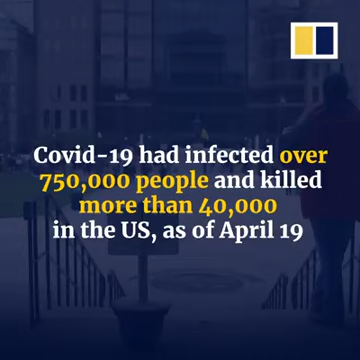 Covid-19 had infected over
750,000 people and killed
more than 40,000
in the US, as of April 19